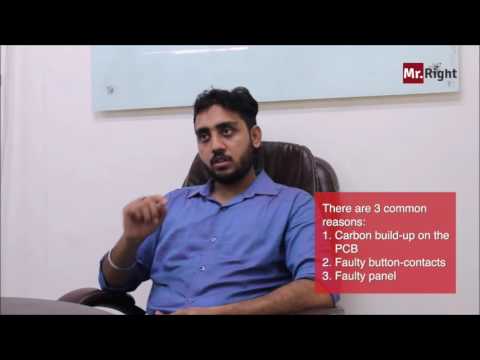 Mr.Right
There are 3 common
reasons:
1. Carbon build-up on the
PCB
2. Faulty button-contacts
3. Faulty panel